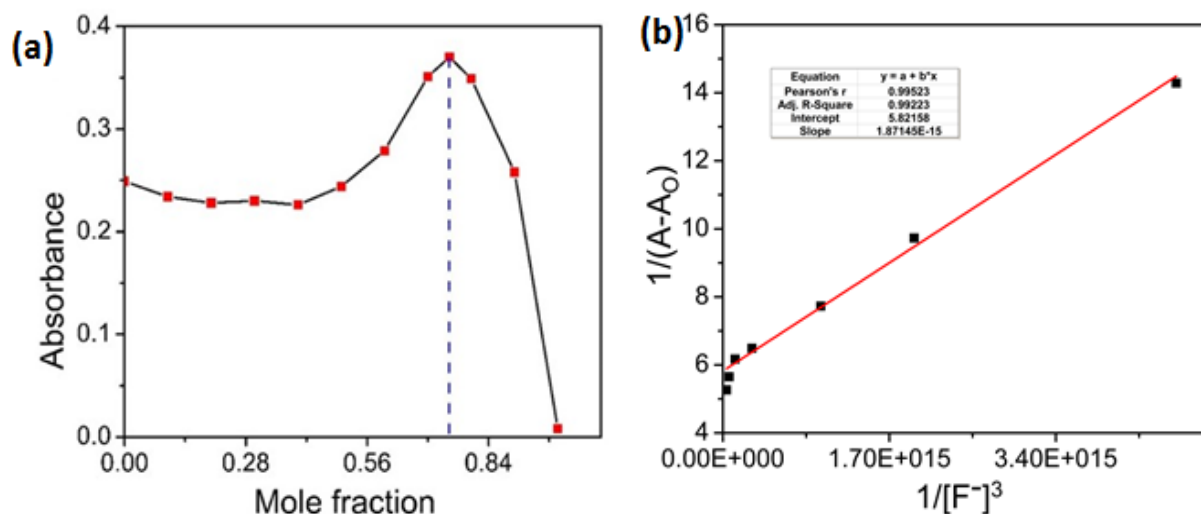 (a)
0.4
0.3
0.2
0.1
0.0
Absorbance
0.00 0.28 0.56 0.84
Mole fraction
(b)
16
14
12
10
8
6
4
1/(A-A_O)
Equation y = a + b*x
Pearson's r 0.99523
Adj. R-Square 0.99223
Intercept 5.82158
Slope 1.87145E-15
0.00E+000 1.70E+015 3.40E+015
1/[F⁻]³